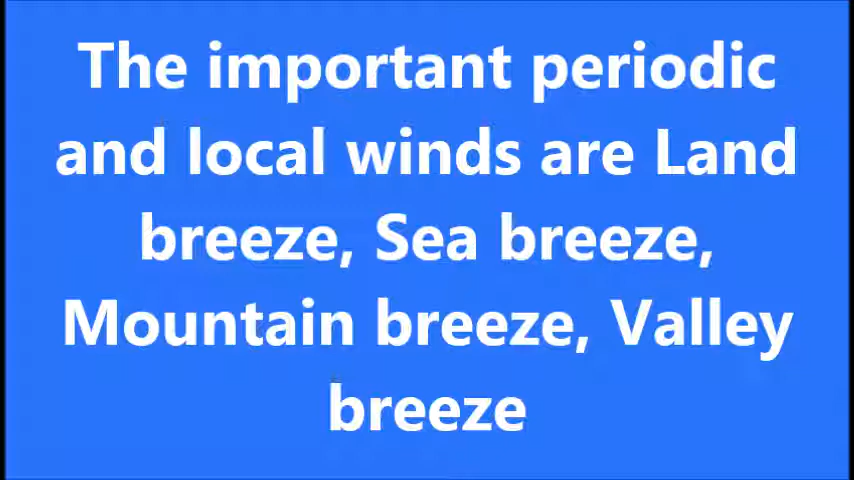 The important periodic
and local winds are Land
breeze, Sea breeze,
Mountain breeze, Valley
breeze